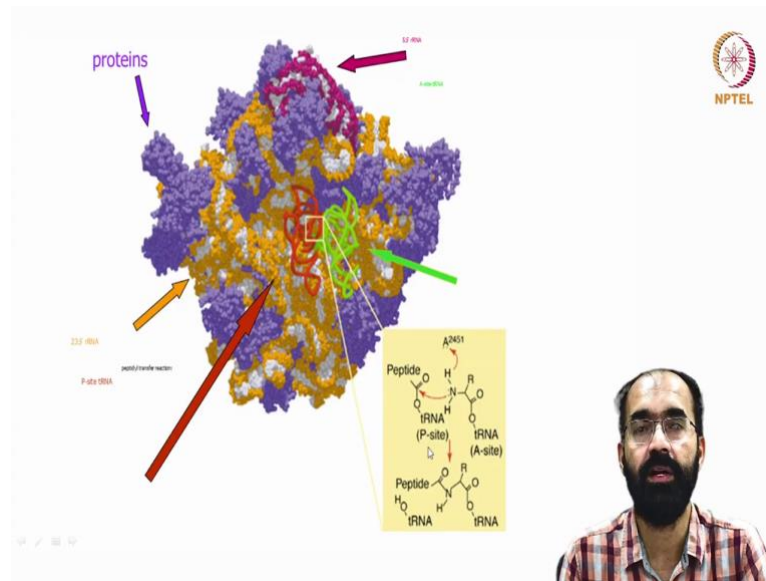 proteins
5S rRNA
A-site tRNA
NPTEL
23S rRNA
peptidyl transfer reaction
P-site tRNA
A2451
Peptide
O
H
R
N
O
O
H
O
tRNA
tRNA
(P-site)
(A-site)
O
R
Peptide
O
N
H
H
O
O
tRNA
tRNA